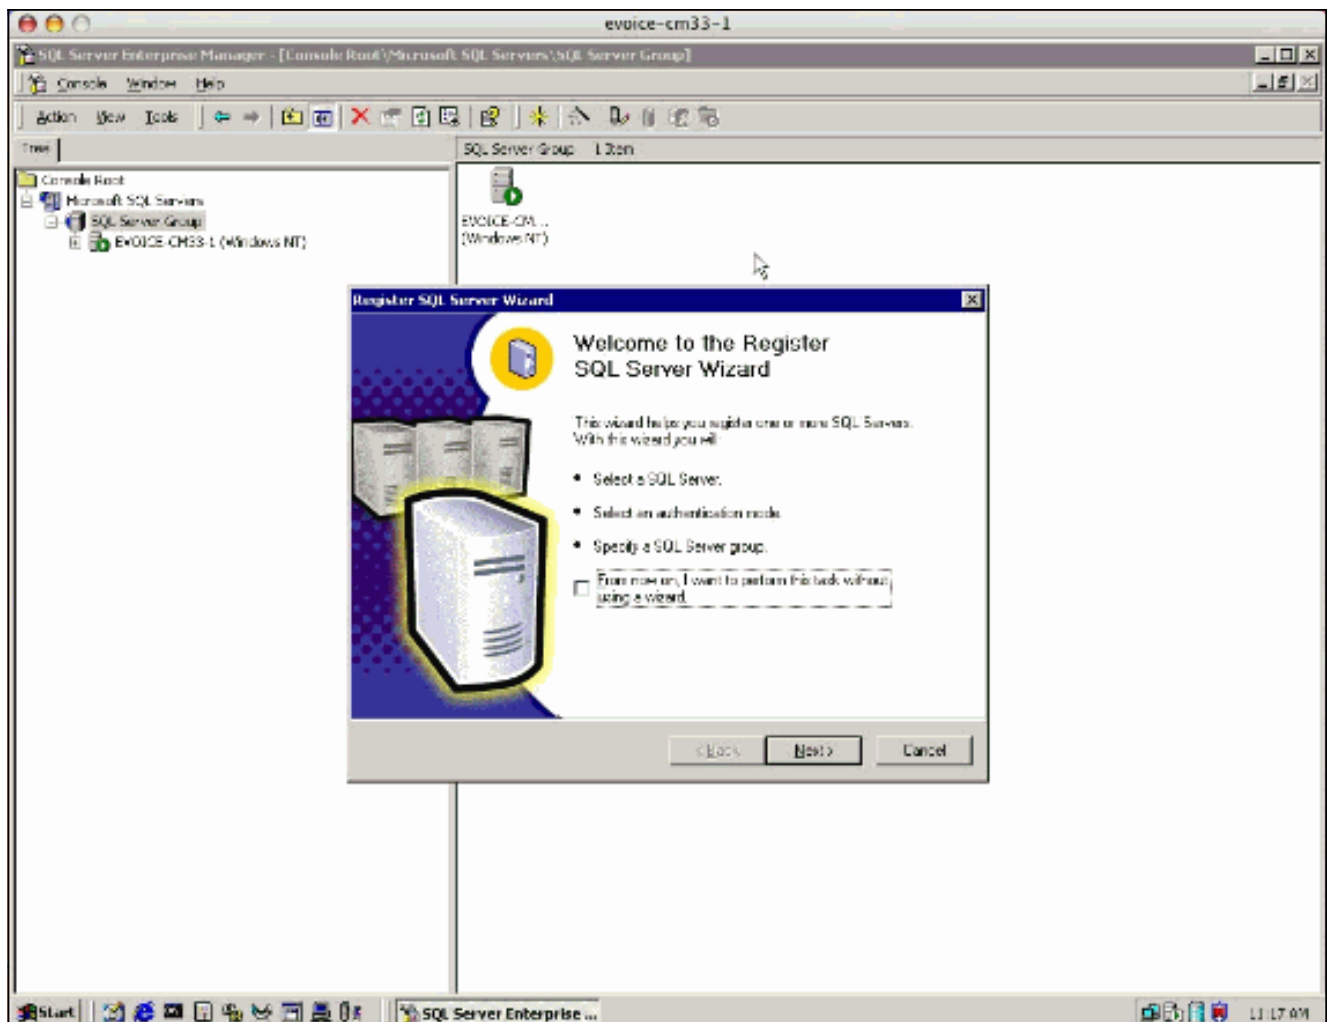 evoice-cm33-1
SQL Server Enterprise Manager - [Console Root\Microsoft SQL Servers\SQL Server Group]
Console Window Help
Action View Tools
Tree
SQL Server Group 1 Item
Console Root
Microsoft SQL Servers
SQL Server Group
EVOICE-CM33-1 (Windows NT)
EVOICE-CM...
(Windows NT)
Register SQL Server Wizard
Welcome to the Register
SQL Server Wizard
This wizard helps you register one or more SQL Servers.
With this wizard you will:
• Select a SQL Server.
• Select an authentication mode.
• Specify a SQL Server group.
From now on, I want to perform this task without
using a wizard.
< Back
Next >
Cancel
Start
SQL Server Enterprise ...
11:17 AM